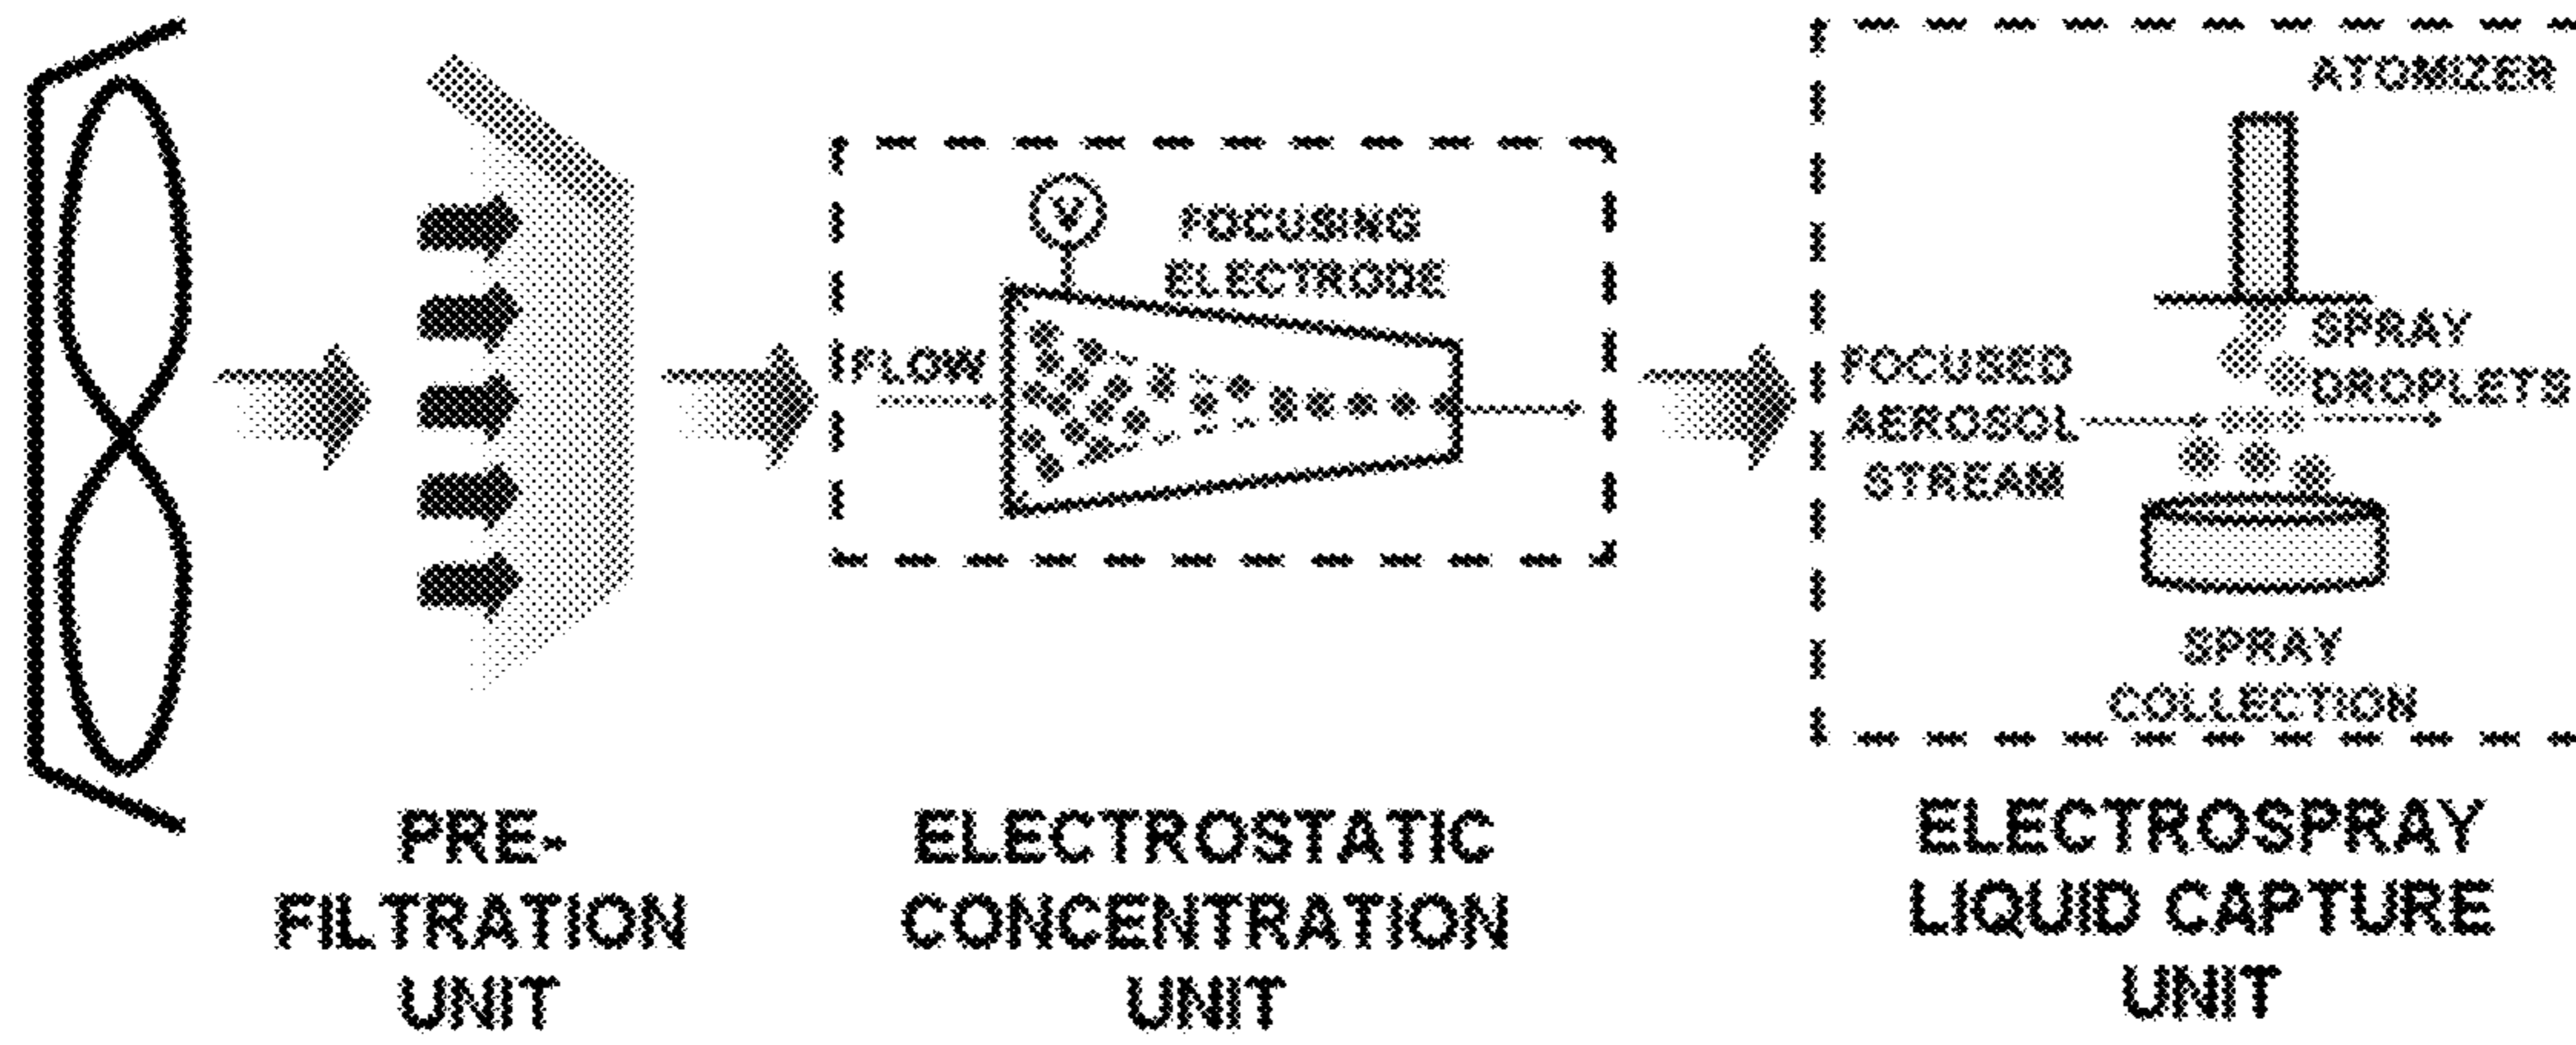 ATOMIZER
V
FOCUSING
ELECTRODE
FLOW
SPRAY
DROPLETS
FOCUSED
AEROSOL
STREAM
SPRAY
COLLECTION
PRE-
FILTRATION
UNIT
ELECTROSTATIC
CONCENTRATION
UNIT
ELECTROSPRAY
LIQUID CAPTURE
UNIT